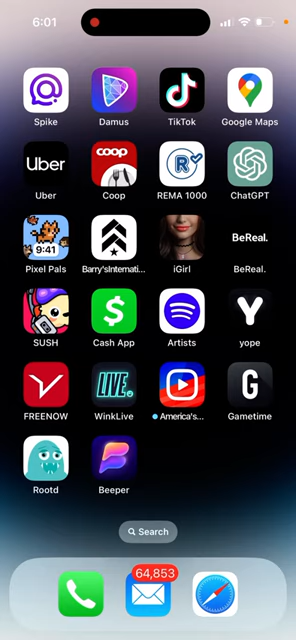 6:01
Spike
Damus
TikTok
Google Maps
Uber
coop
R
Uber
Coop
REMA 1000
ChatGPT
9:41
BeReal.
Pixel Pals
Barry'sInternati...
iGirl
BeReal.
$
Y
SUSH
Cash App
Artists
yope
LIVE
G
FREENOW
WinkLive
America's...
Gametime
Rootd
Beeper
Search
64,853